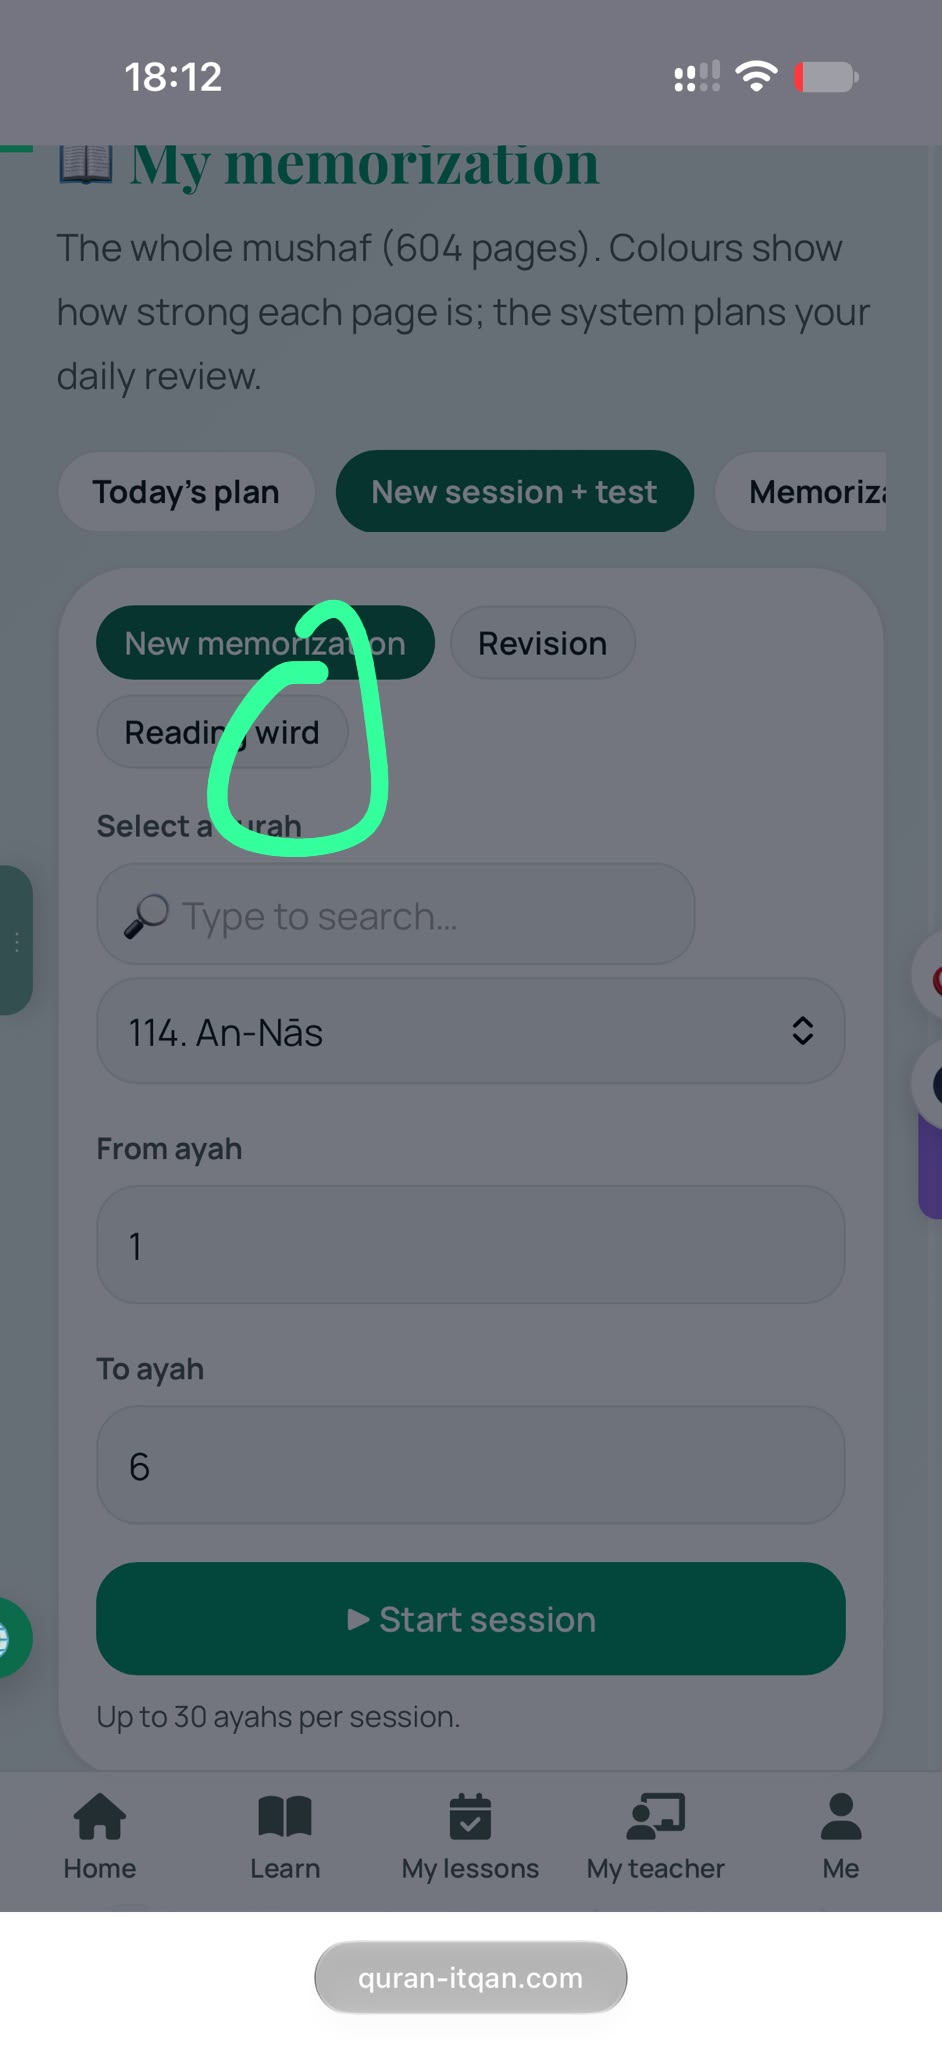 18:12
📖 My memorization
The whole mushaf (604 pages). Colours show
how strong each page is; the system plans your
daily review.
Today's plan New session + test Memoriza
New memorization Revision
Reading wird
Select a surah
🔎 Type to search...
114. An-Nās
From ayah
1
To ayah
6
▶ Start session
Up to 30 ayahs per session.
Home Learn My lessons My teacher Me
quran-itqan.com